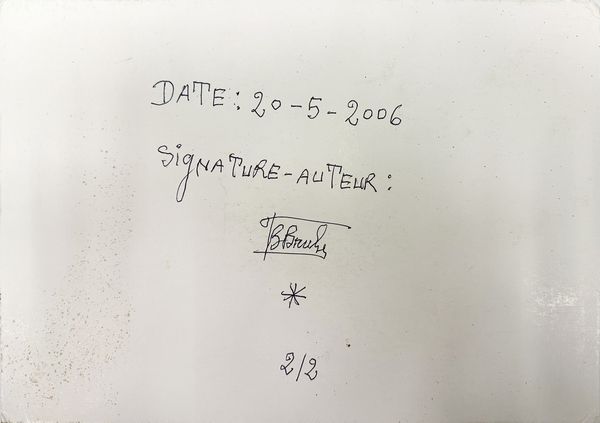 DATE: 20-5-2006
SIGNATURE-AUTEUR:
*
2/2